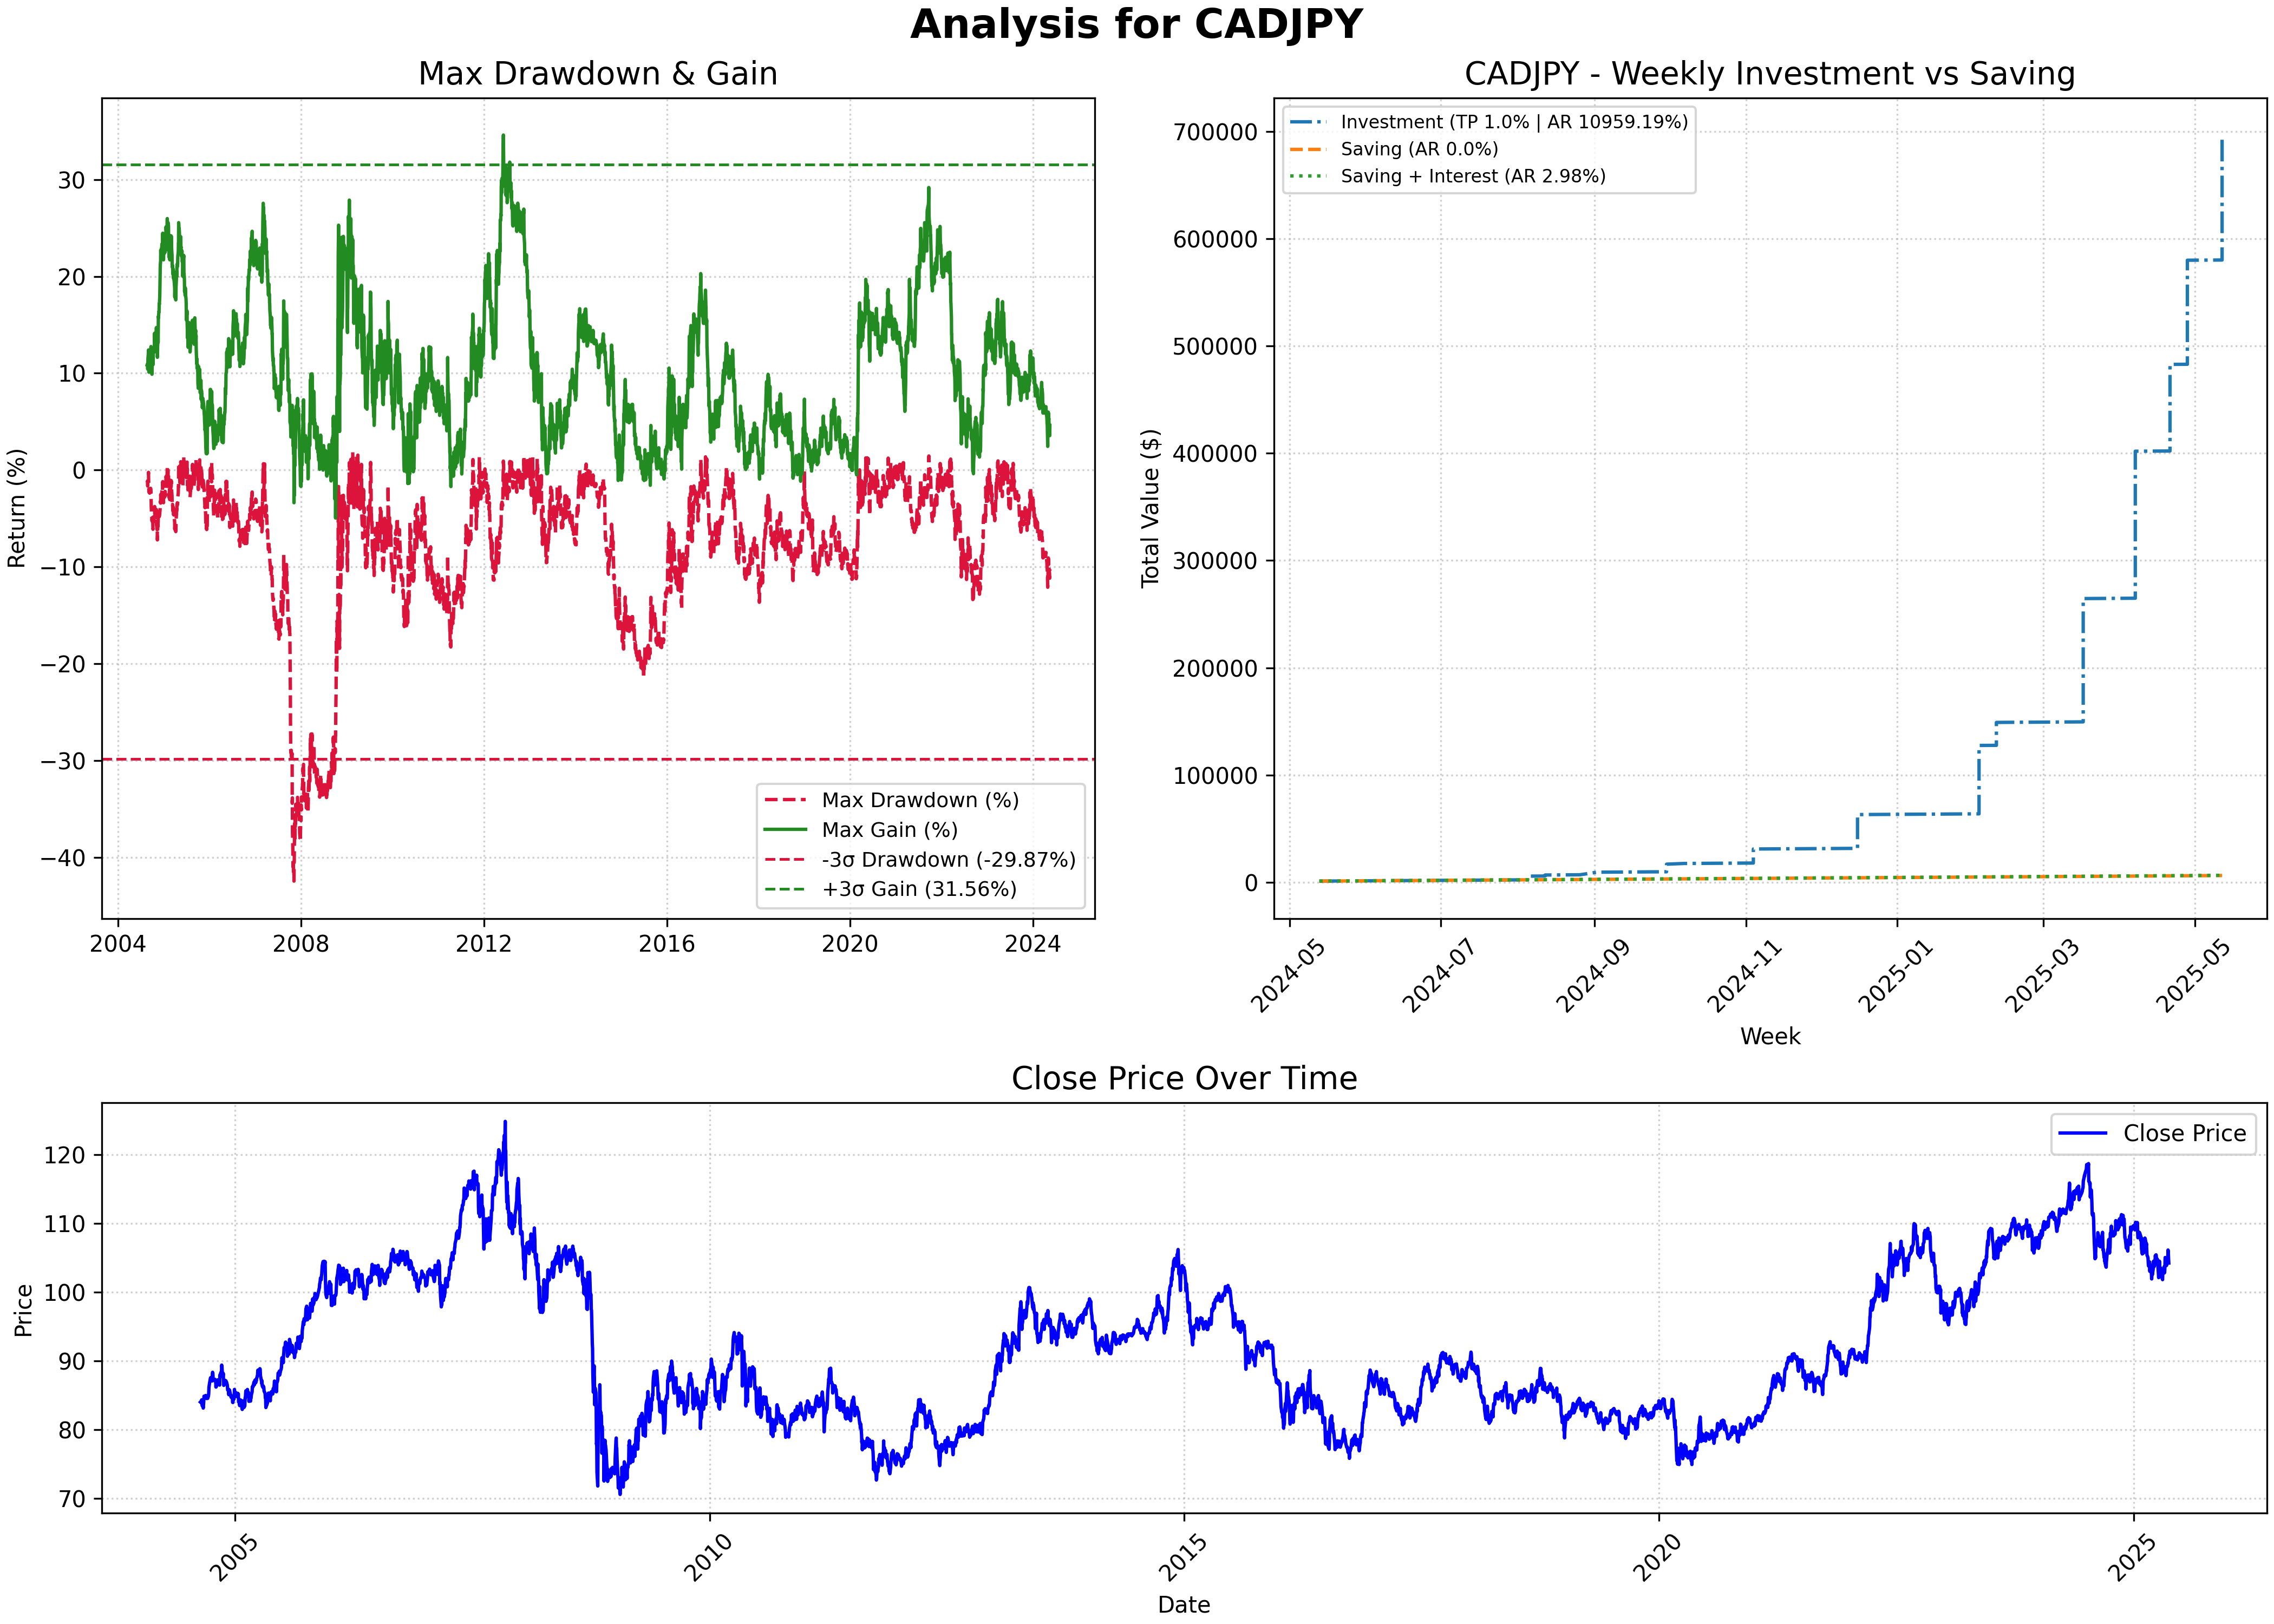 Analysis for CADJPY
Max Drawdown & Gain
Return (%)
30
20
10
0
−10
−20
−30
−40
2004
2008
2012
2016
2020
2024
Max Drawdown (%)
Max Gain (%)
-3σ Drawdown (-29.87%)
+3σ Gain (31.56%)
CADJPY - Weekly Investment vs Saving
Total Value ($)
700000
600000
500000
400000
300000
200000
100000
0
Investment (TP 1.0% | AR 10959.19%)
Saving (AR 0.0%)
Saving + Interest (AR 2.98%)
2024-05
2024-07
2024-09
2024-11
2025-01
2025-03
2025-05
Week
Close Price Over Time
Price
120
110
100
90
80
70
Close Price
2005
2010
2015
2020
2025
Date